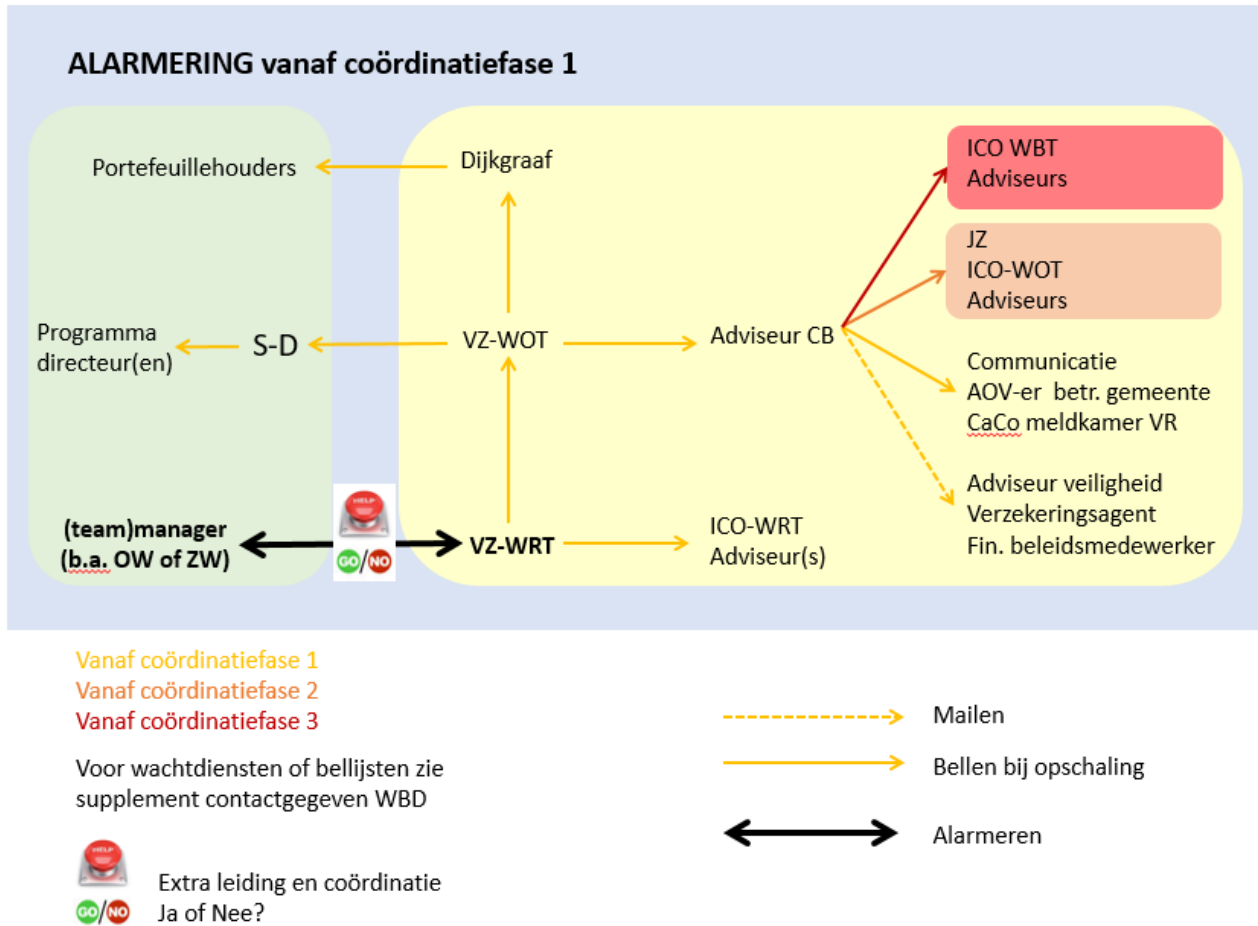 ALARMERING vanaf coördinatiefase 1
Portefeuillehouders
Dijkgraaf
ICO WBT
Adviseurs
JZ
ICO-WOT
Adviseurs
Programma
directeur(en)
S-D
VZ-WOT
Adviseur CB
Communicatie
AOV-er betr. gemeente
CaCo meldkamer VR
Adviseur veiligheid
Verzekeringsagent
Fin. beleidsmedewerker
(team)manager
(b.a. OW of ZW)
HELP
GO/NO
VZ-WRT
ICO-WRT
Adviseur(s)
Vanaf coördinatiefase 1
Vanaf coördinatiefase 2
Vanaf coördinatiefase 3
Voor wachtdiensten of bellijsten zie
supplement contactgegeven WBD
HELP
GO/NO
Extra leiding en coördinatie
Ja of Nee?
Mailen
Bellen bij opschaling
Alarmeren